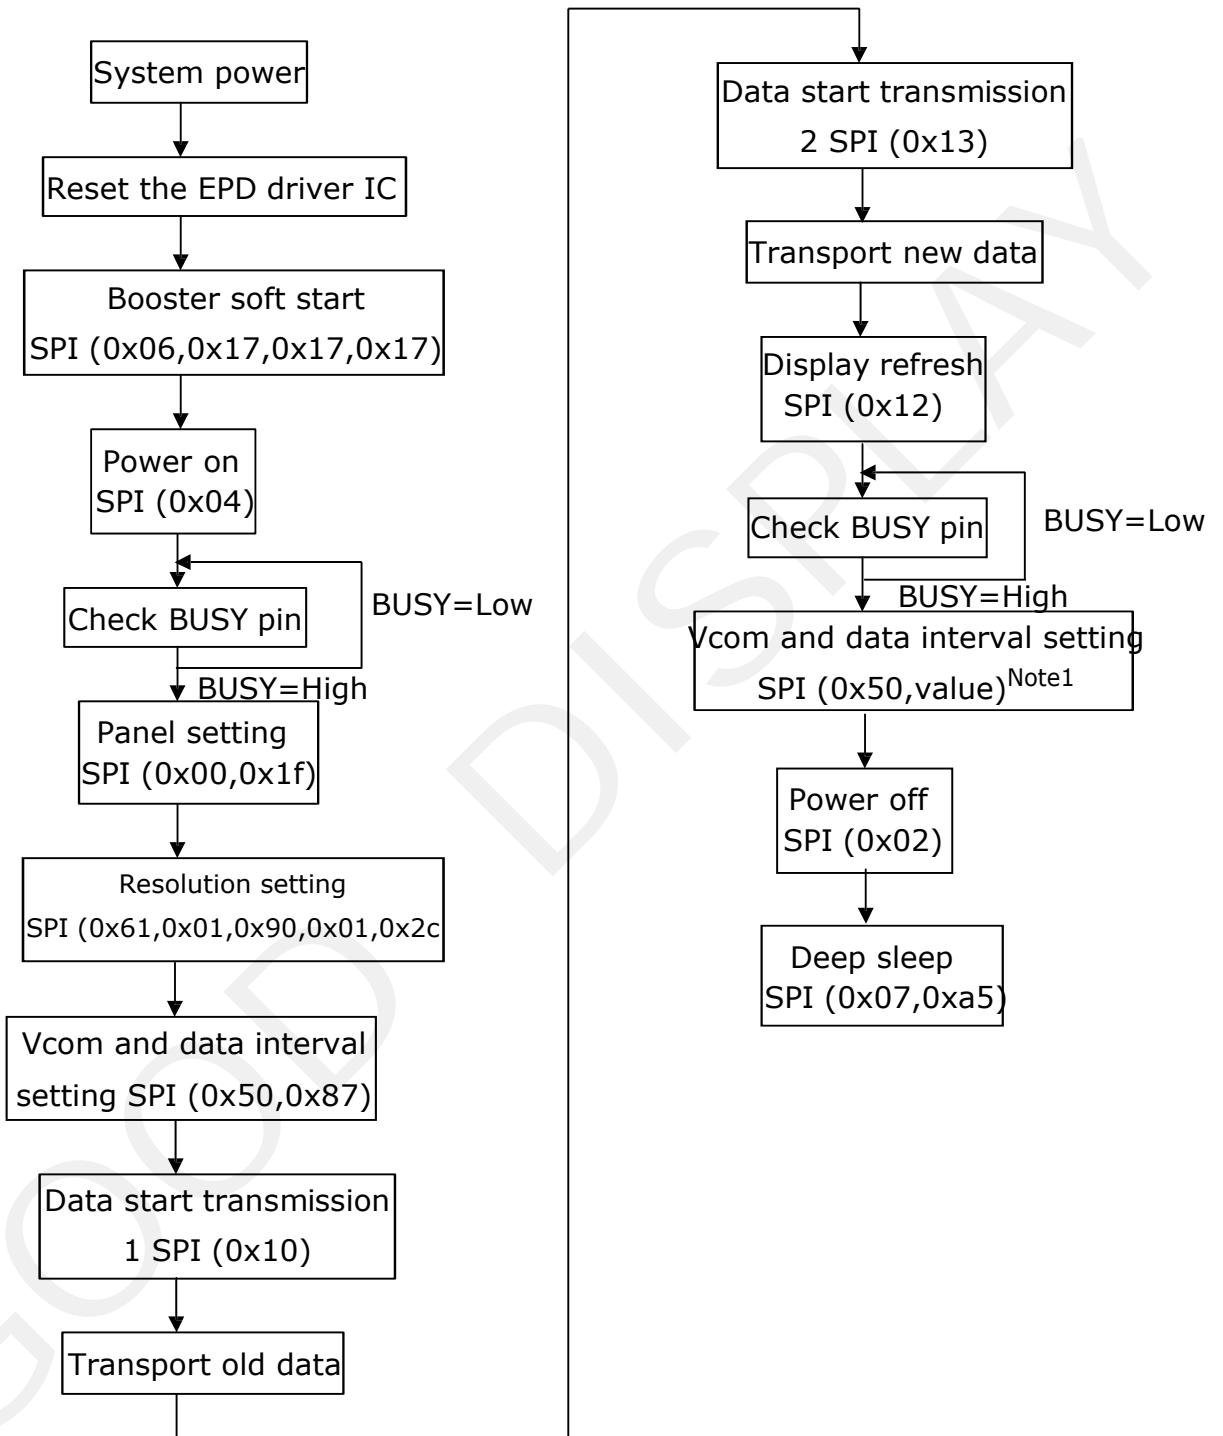 System power
Reset the EPD driver IC
Booster soft start
SPI (0x06,0x17,0x17,0x17)
Power on
SPI (0x04)
Check BUSY pin
BUSY=Low
BUSY=High
Panel setting
SPI (0x00,0x1f)
Resolution setting
SPI (0x61,0x01,0x90,0x01,0x2c
Vcom and data interval
setting SPI (0x50,0x87)
Data start transmission
1 SPI (0x10)
Transport old data
Data start transmission
2 SPI (0x13)
Transport new data
Display refresh
SPI (0x12)
Check BUSY pin
BUSY=Low
BUSY=High
Vcom and data interval setting
SPI (0x50,value)Note1
Power off
SPI (0x02)
Deep sleep
SPI (0x07,0xa5)
GOOD DISPLAY